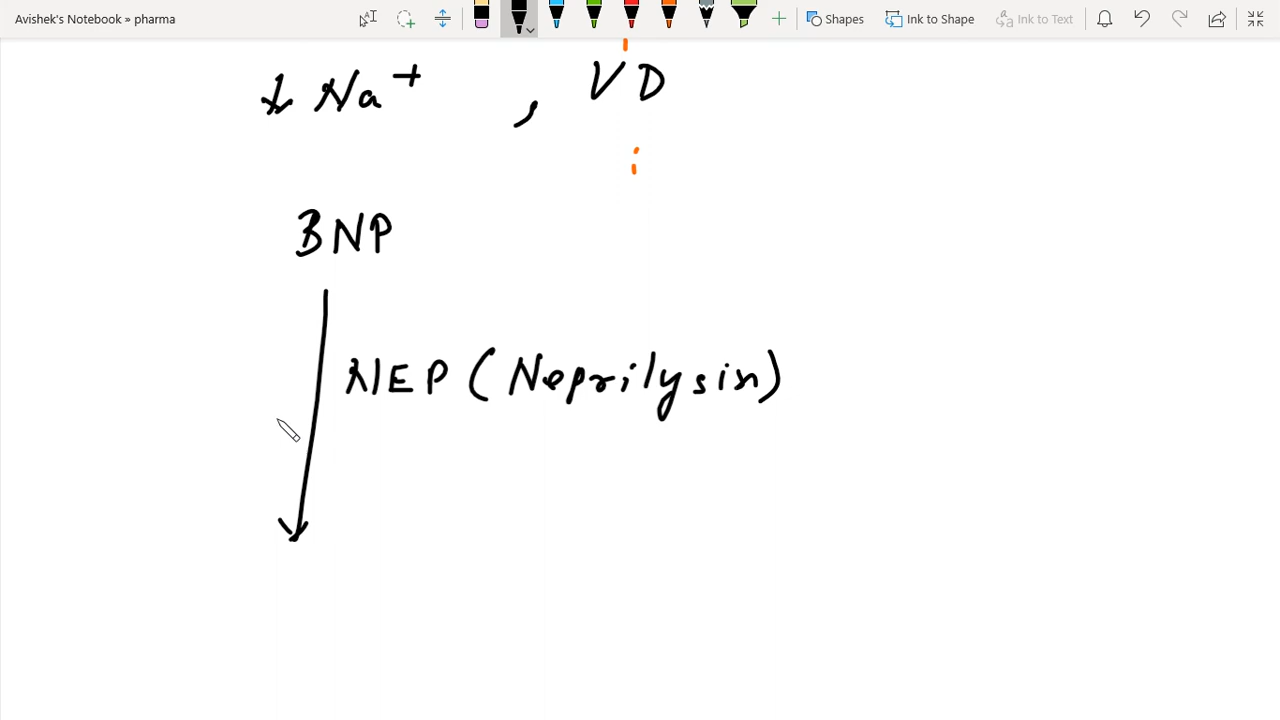 Avishek's Notebook » pharma
Shapes
Ink to Shape
Ink to Text
↓ Na⁺ , VD
BNP
NEP (Neprilysin)